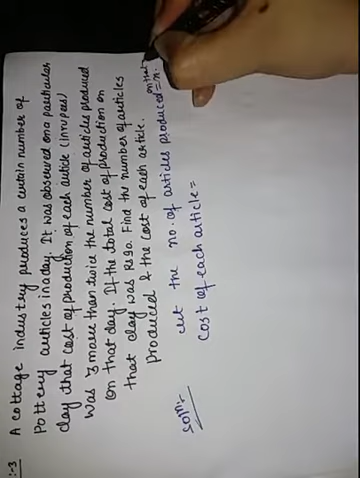 :-3 A cottage industry produces a certain number of
Pottery articles in a day. It was observed on a particular
day that cost of production of each article (in rupees)
was 3 more than twice the number of articles produced
on that day. If the total cost of production on
that day was Rs 90. Find the number of articles
produced & the cost of each article.
Soln:- Let the no. of articles produced on that = x.
Cost of each article =